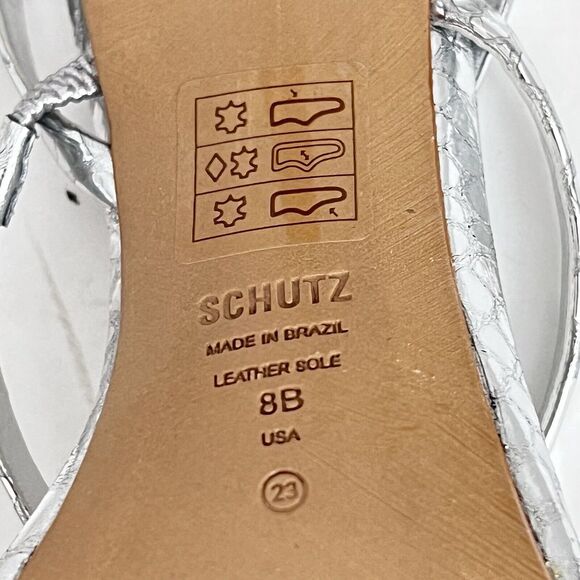 SCHUTZ
MADE IN BRAZIL
LEATHER SOLE
8B
USA
23